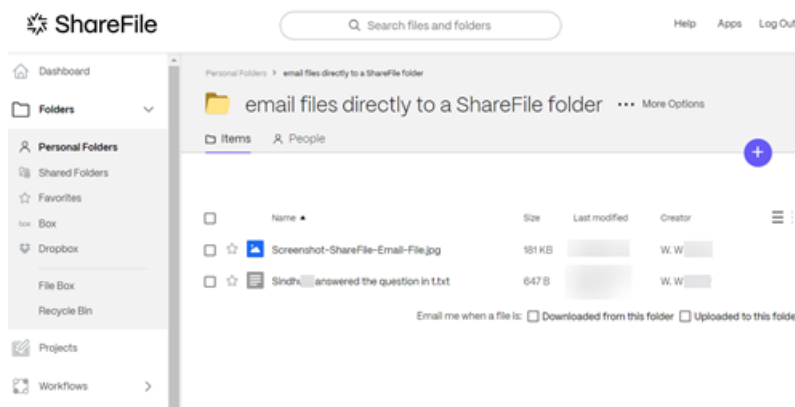 ShareFile
Search files and folders
Help Apps Log Out
Dashboard
Folders
Personal Folders
Shared Folders
Favorites
box Box
Dropbox
File Box
Recycle Bin
Projects
Workflows
Personal Folders > email files directly to a ShareFile folder
email files directly to a ShareFile folder ••• More Options
Items People
+
Name ▲ Size Last modified Creator
Screenshot-ShareFile-Email-File.jpg 181 KB W. W
Sindhu answered the question in t.txt 647 B W. W
Email me when a file is: Downloaded from this folder Uploaded to this folde